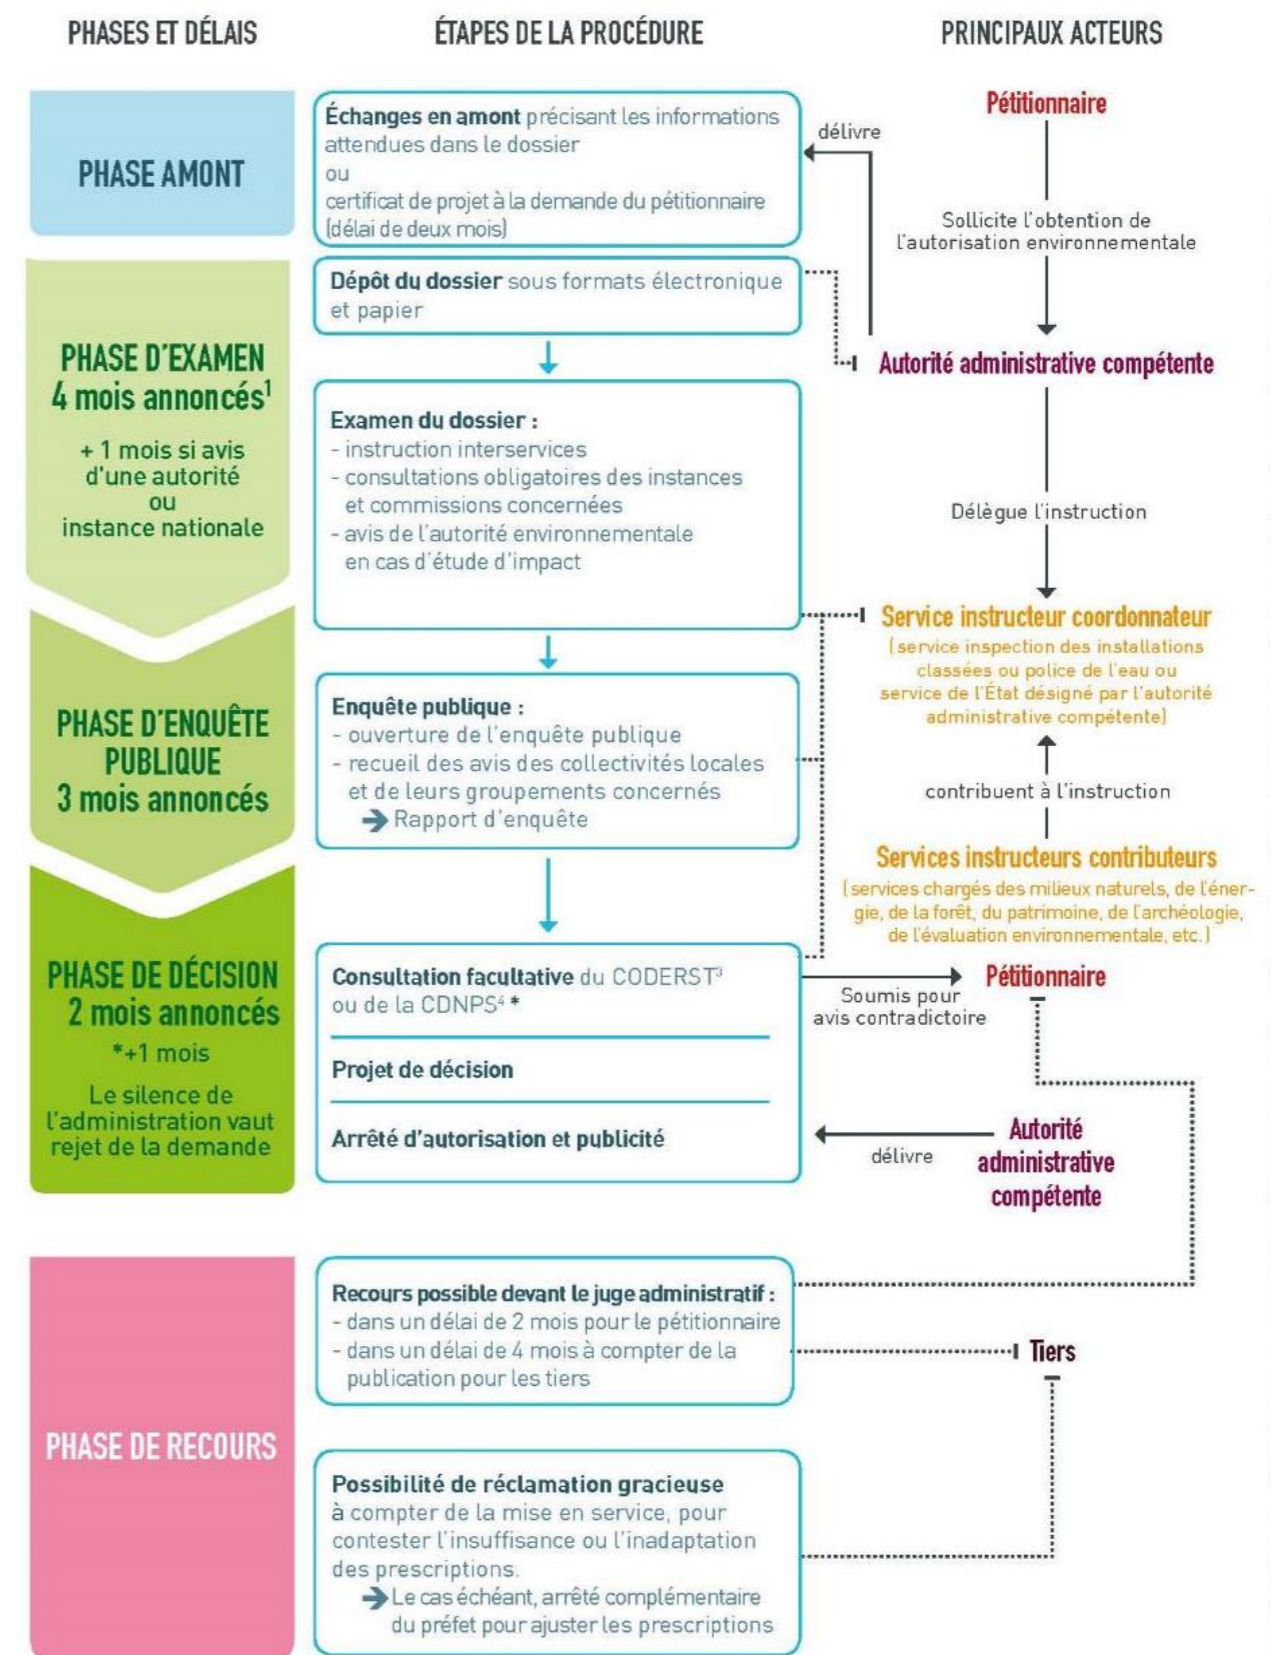 PHASES ET DÉLAIS
ÉTAPES DE LA PROCÉDURE
PRINCIPAUX ACTEURS
PHASE AMONT
Échanges en amont précisant les informations
attendues dans le dossier
ou
certificat de projet à la demande du pétitionnaire
(délai de deux mois)
délivre
Pétitionnaire
Sollicite l'obtention de
l'autorisation environnementale
PHASE D'EXAMEN
4 mois annoncés¹
+ 1 mois si avis
d'une autorité
ou
instance nationale
Dépôt du dossier sous formats électronique
et papier
Autorité administrative compétente
Examen du dossier :
- instruction interservices
- consultations obligatoires des instances
et commissions concernées
- avis de l'autorité environnementale
en cas d'étude d'impact
Délègue l'instruction
Service instructeur coordonnateur
(service inspection des installations
classées ou police de l'eau ou
service de l'État désigné par l'autorité
administrative compétente)
PHASE D'ENQUÊTE
PUBLIQUE
3 mois annoncés
Enquête publique :
- ouverture de l'enquête publique
- recueil des avis des collectivités locales
et de leurs groupements concernés
➔ Rapport d'enquête
contribuent à l'instruction
Services instructeurs contributeurs
(services chargés des milieux naturels, de l'éner-
gie, de la forêt, du patrimoine, de l'archéologie,
de l'évaluation environnementale, etc.)
PHASE DE DÉCISION
2 mois annoncés
*+1 mois
Le silence de
l'administration vaut
rejet de la demande
Consultation facultative du CODERST³
ou de la CDNPS⁴ *
Projet de décision
Arrêté d'autorisation et publicité
Soumis pour
avis contradictoire
Pétitionnaire
délivre
Autorité
administrative
compétente
PHASE DE RECOURS
Recours possible devant le juge administratif :
- dans un délai de 2 mois pour le pétitionnaire
- dans un délai de 4 mois à compter de la
publication pour les tiers
Tiers
Possibilité de réclamation gracieuse
à compter de la mise en service, pour
contester l'insuffisance ou l'inadaptation
des prescriptions.
➔ Le cas échéant, arrêté complémentaire
du préfet pour ajuster les prescriptions